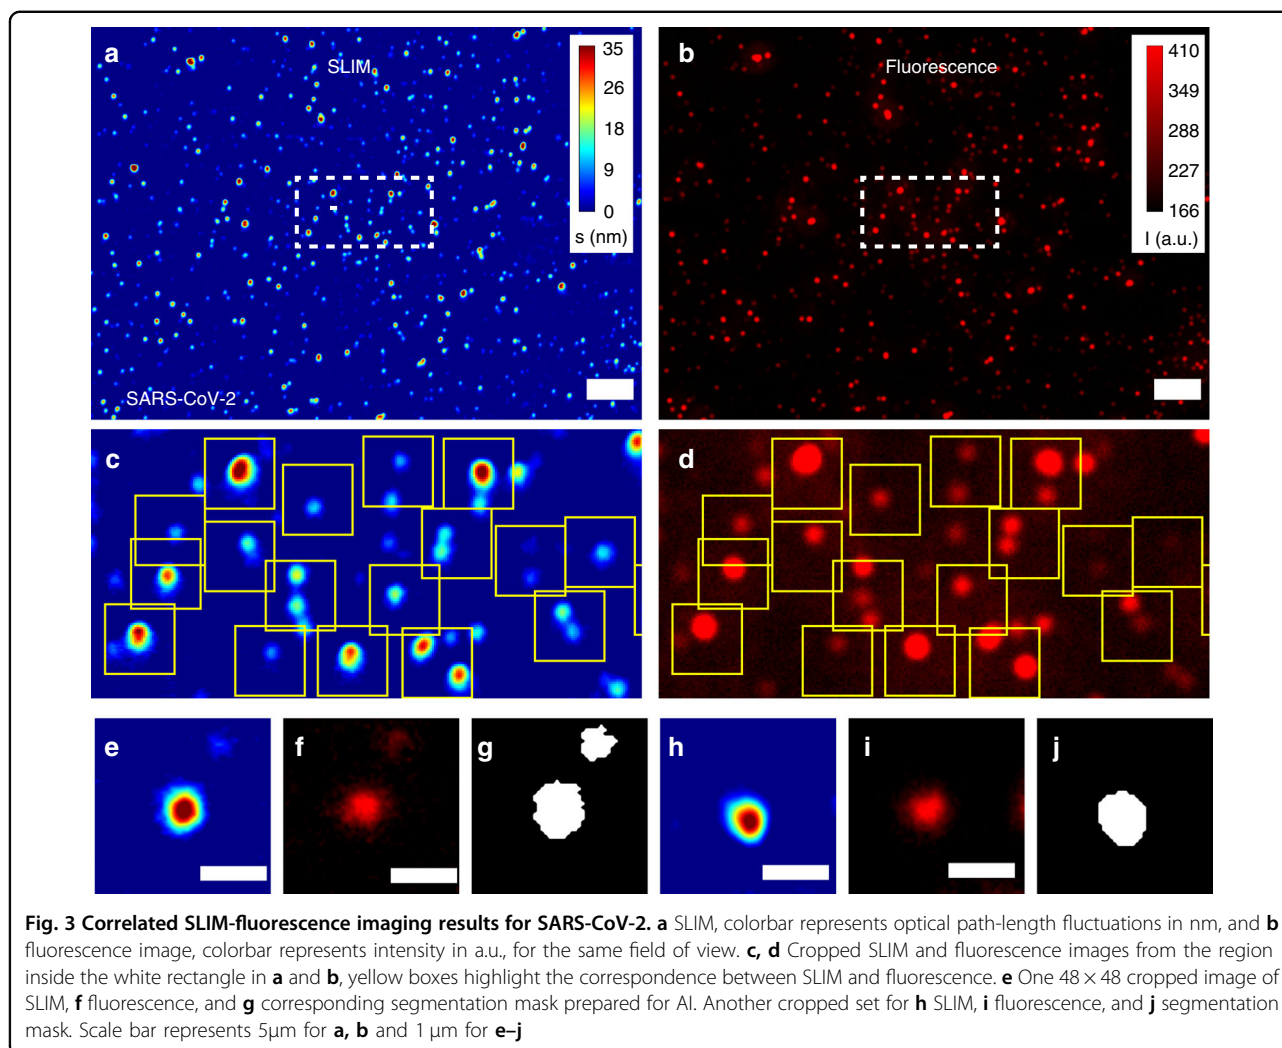 a
SLIM
35
26
18
9
0
s (nm)
SARS-CoV-2
b
Fluorescence
410
349
288
227
166
I (a.u.)
c
d
e
f
g
h
i
j
Fig. 3 Correlated SLIM-fluorescence imaging results for SARS-CoV-2. a SLIM, colorbar represents optical path-length fluctuations in nm, and b
fluorescence image, colorbar represents intensity in a.u., for the same field of view. c, d Cropped SLIM and fluorescence images from the region
inside the white rectangle in a and b, yellow boxes highlight the correspondence between SLIM and fluorescence. e One 48 × 48 cropped image of
SLIM, f fluorescence, and g corresponding segmentation mask prepared for AI. Another cropped set for h SLIM, i fluorescence, and j segmentation
mask. Scale bar represents 5μm for a, b and 1 μm for e–j